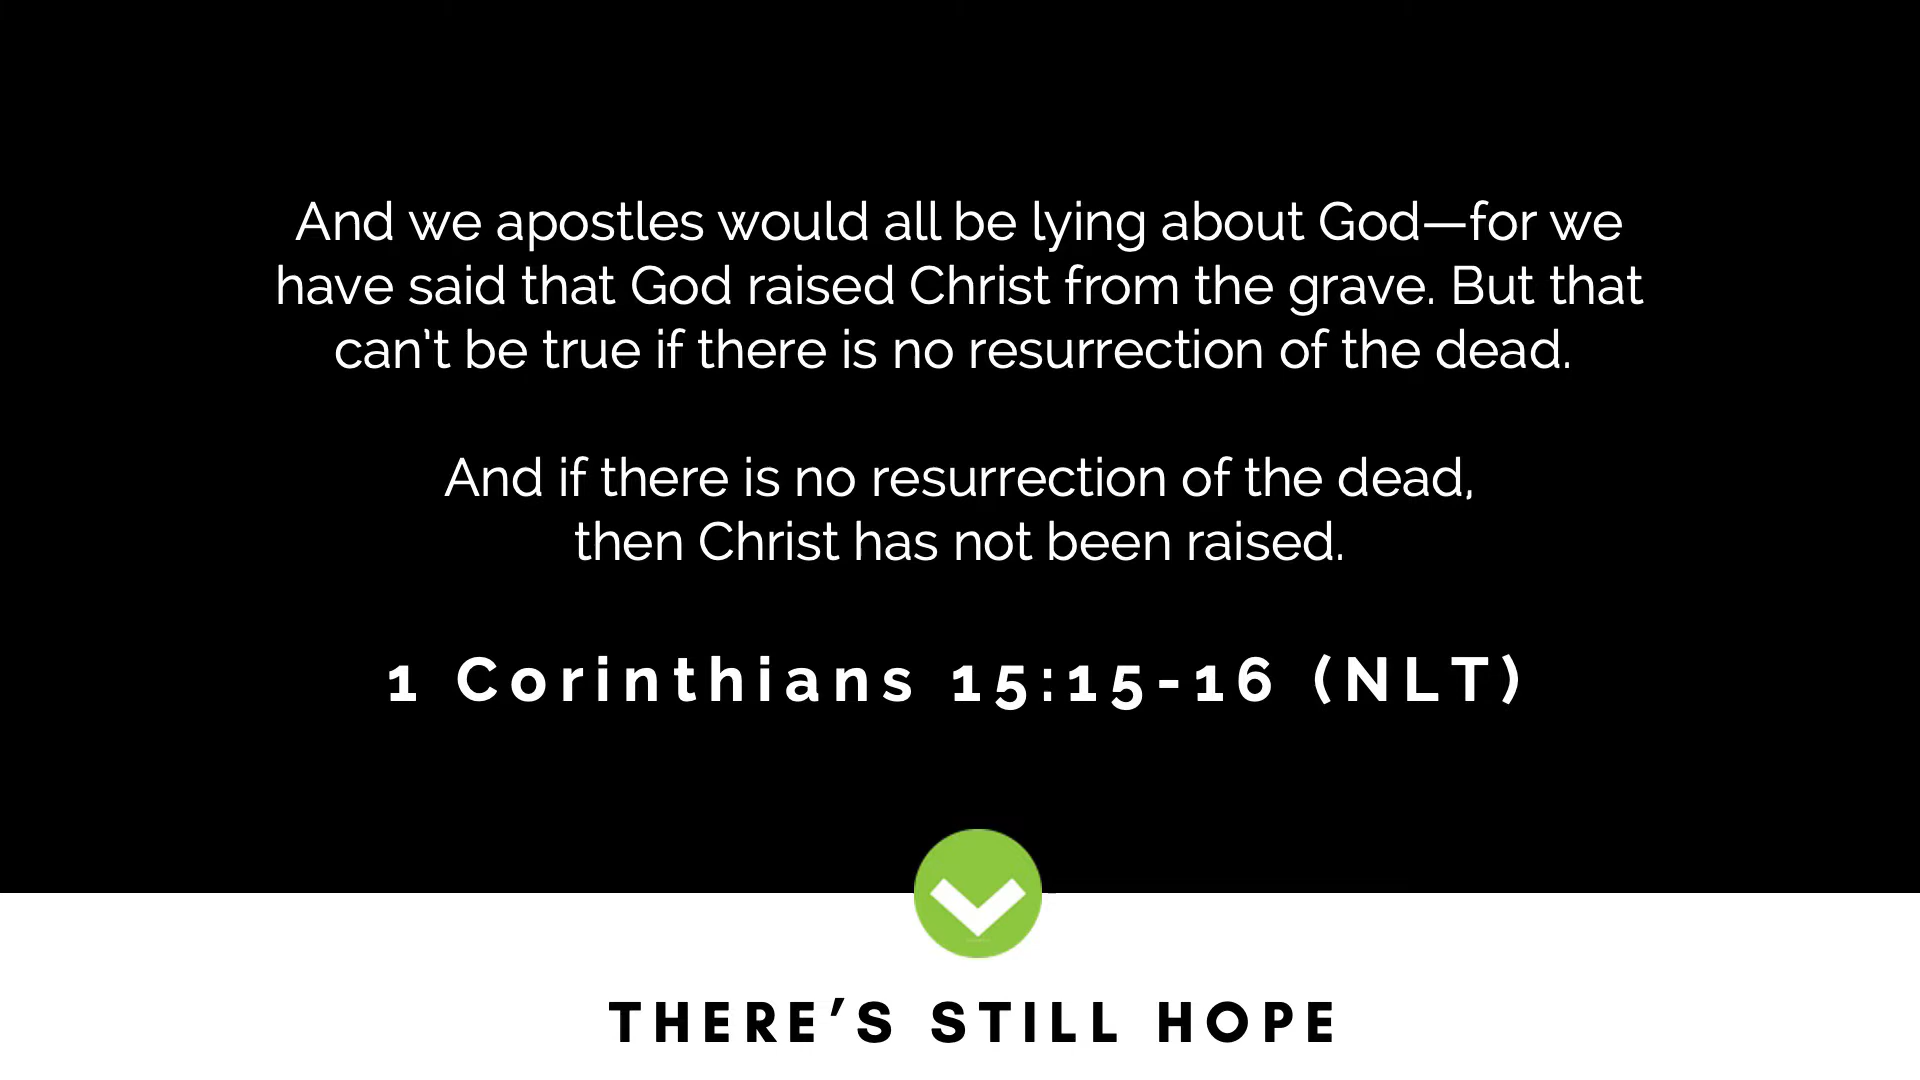 And we apostles would all be lying about God—for we
have said that God raised Christ from the grave. But that
can't be true if there is no resurrection of the dead.
And if there is no resurrection of the dead,
then Christ has not been raised.
1 Corinthians 15:15-16 (NLT)
THERE'S STILL HOPE